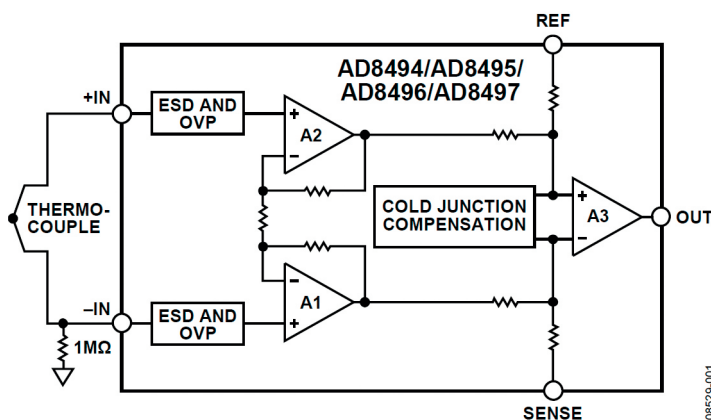 REF
AD8494/AD8495/
AD8496/AD8497
+IN
ESD AND
OVP
+
A2
–
THERMO-
COUPLE
COLD JUNCTION
COMPENSATION
+
A3
–
OUT
–
A1
+
–IN
ESD AND
OVP
1MΩ
SENSE
08529-001